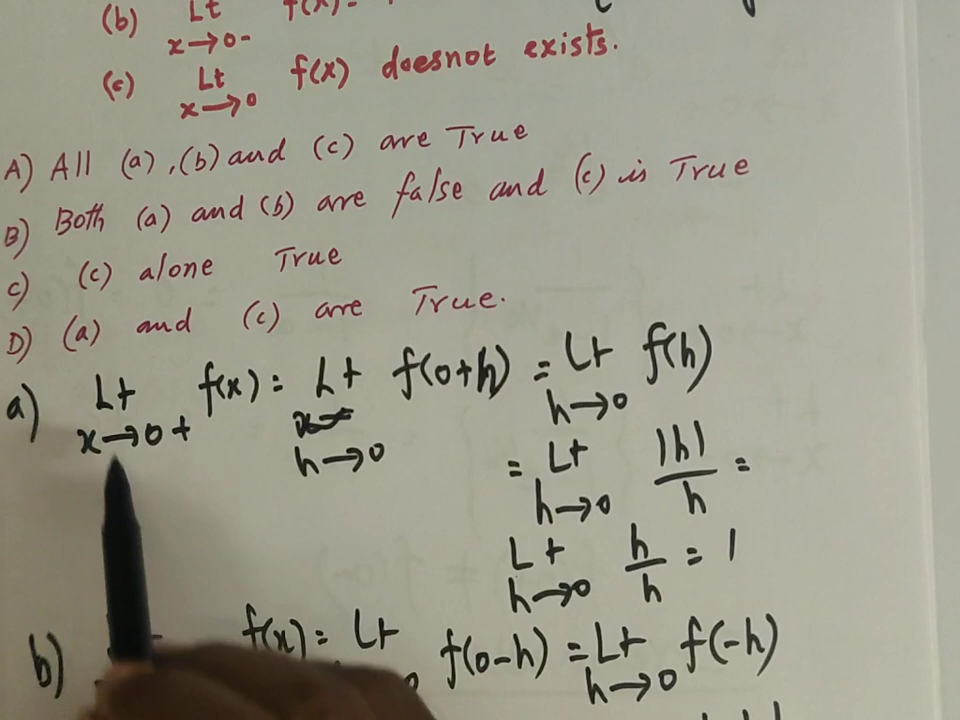 (b) Lt f(x) =
x→0-
(c) Lt f(x) doesnot exists.
x→0
A) All (a), (b) and (c) are True
B) Both (a) and (b) are false and (c) is True
C) (c) alone True
D) (a) and (c) are True.
a) Lt f(x) = Lt f(0+h) = Lt f(h)
x→0+ x→ h→0
h→0
= Lt |h|/h =
h→0
Lt h/h = 1
h→0
b) f(x) = Lt f(0-h) = Lt f(-h)
h→0